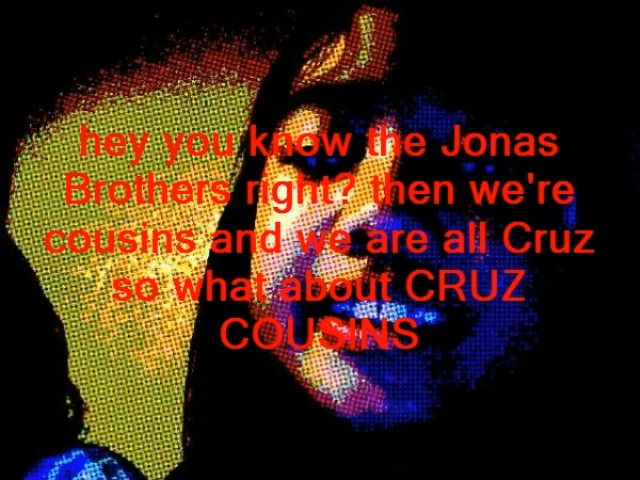 hey you know the Jonas
Brothers right? then we're
cousins and we are all Cruz
so what about CRUZ
COUSINS